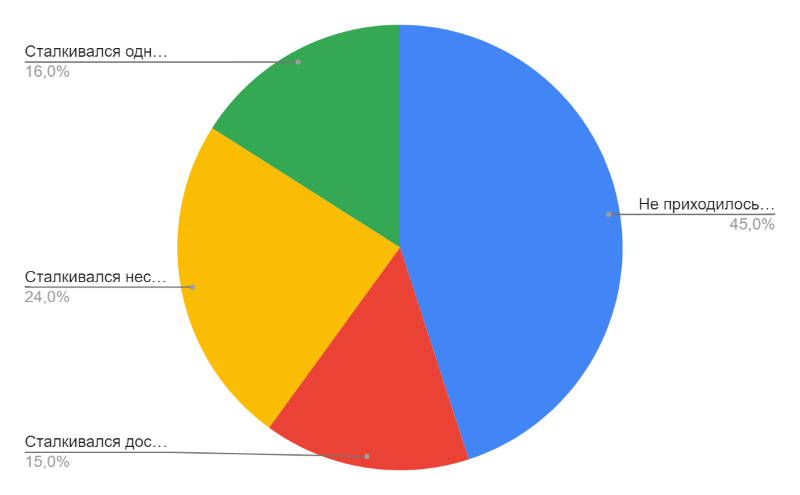 Сталкивался одн…
16,0%
Не приходилось…
45,0%
Сталкивался нес…
24,0%
Сталкивался дос…
15,0%